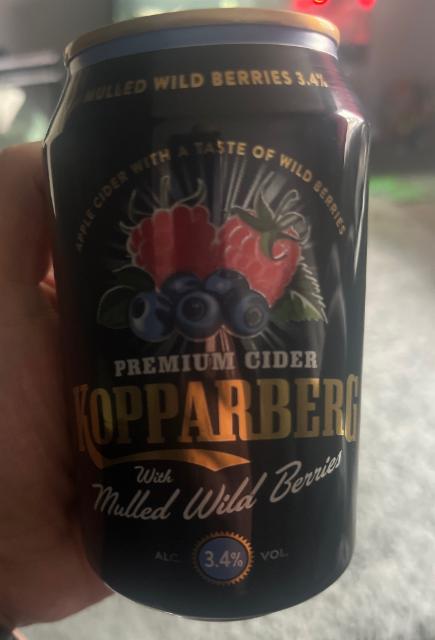 MULLED WILD BERRIES 3.4%
APPLE CIDER WITH A TASTE OF WILD BERRIES
PREMIUM CIDER
KOPPARBERG
With
Mulled Wild Berries
ALC. 3.4% VOL.